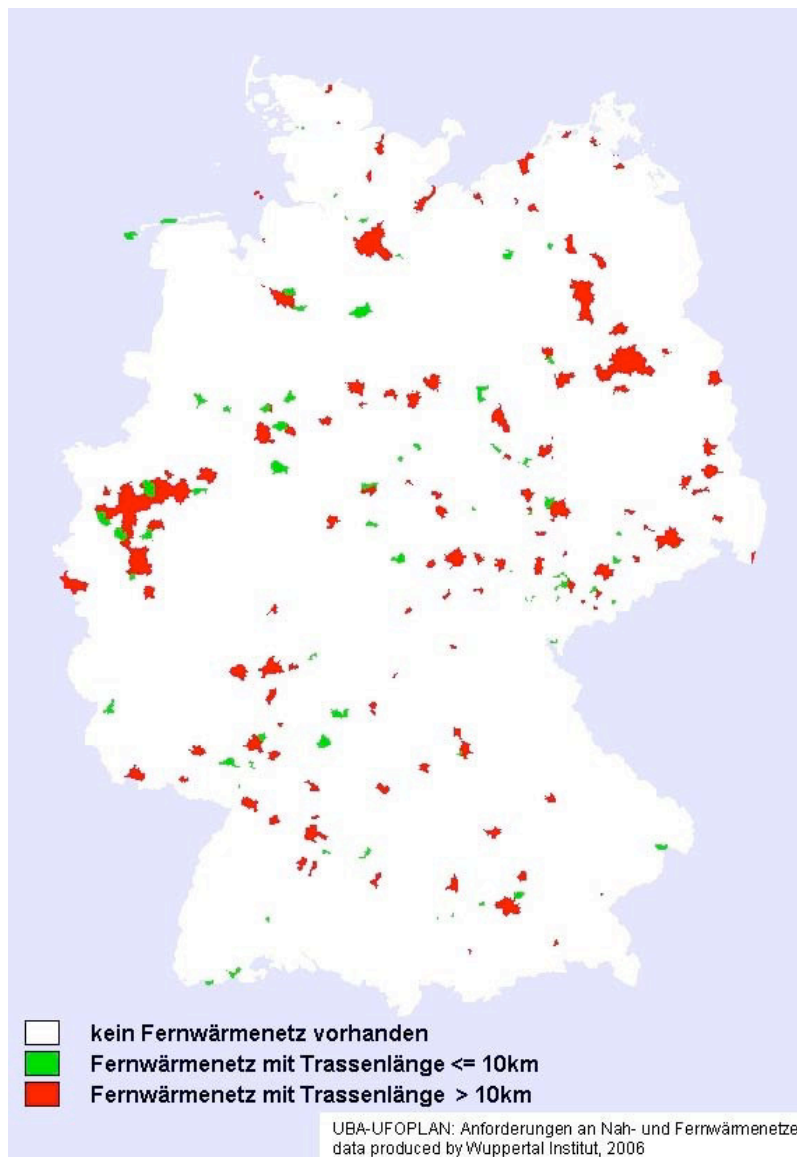 kein Fernwärmenetz vorhanden
Fernwärmenetz mit Trassenlänge <= 10km
Fernwärmenetz mit Trassenlänge > 10km
UBA-UFOPLAN: Anforderungen an Nah- und Fernwärmenetze
data produced by Wuppertal Institut, 2006